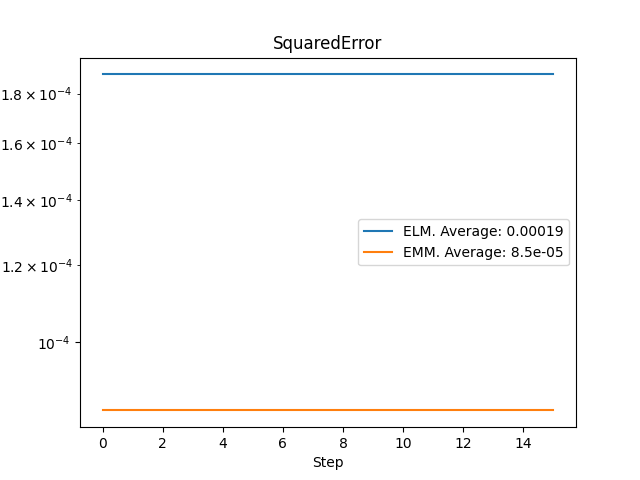 SquaredError
1.8 × 10⁻⁴
1.6 × 10⁻⁴
1.4 × 10⁻⁴
1.2 × 10⁻⁴
10⁻⁴
ELM. Average: 0.00019
EMM. Average: 8.5e-05
0 2 4 6 8 10 12 14
Step